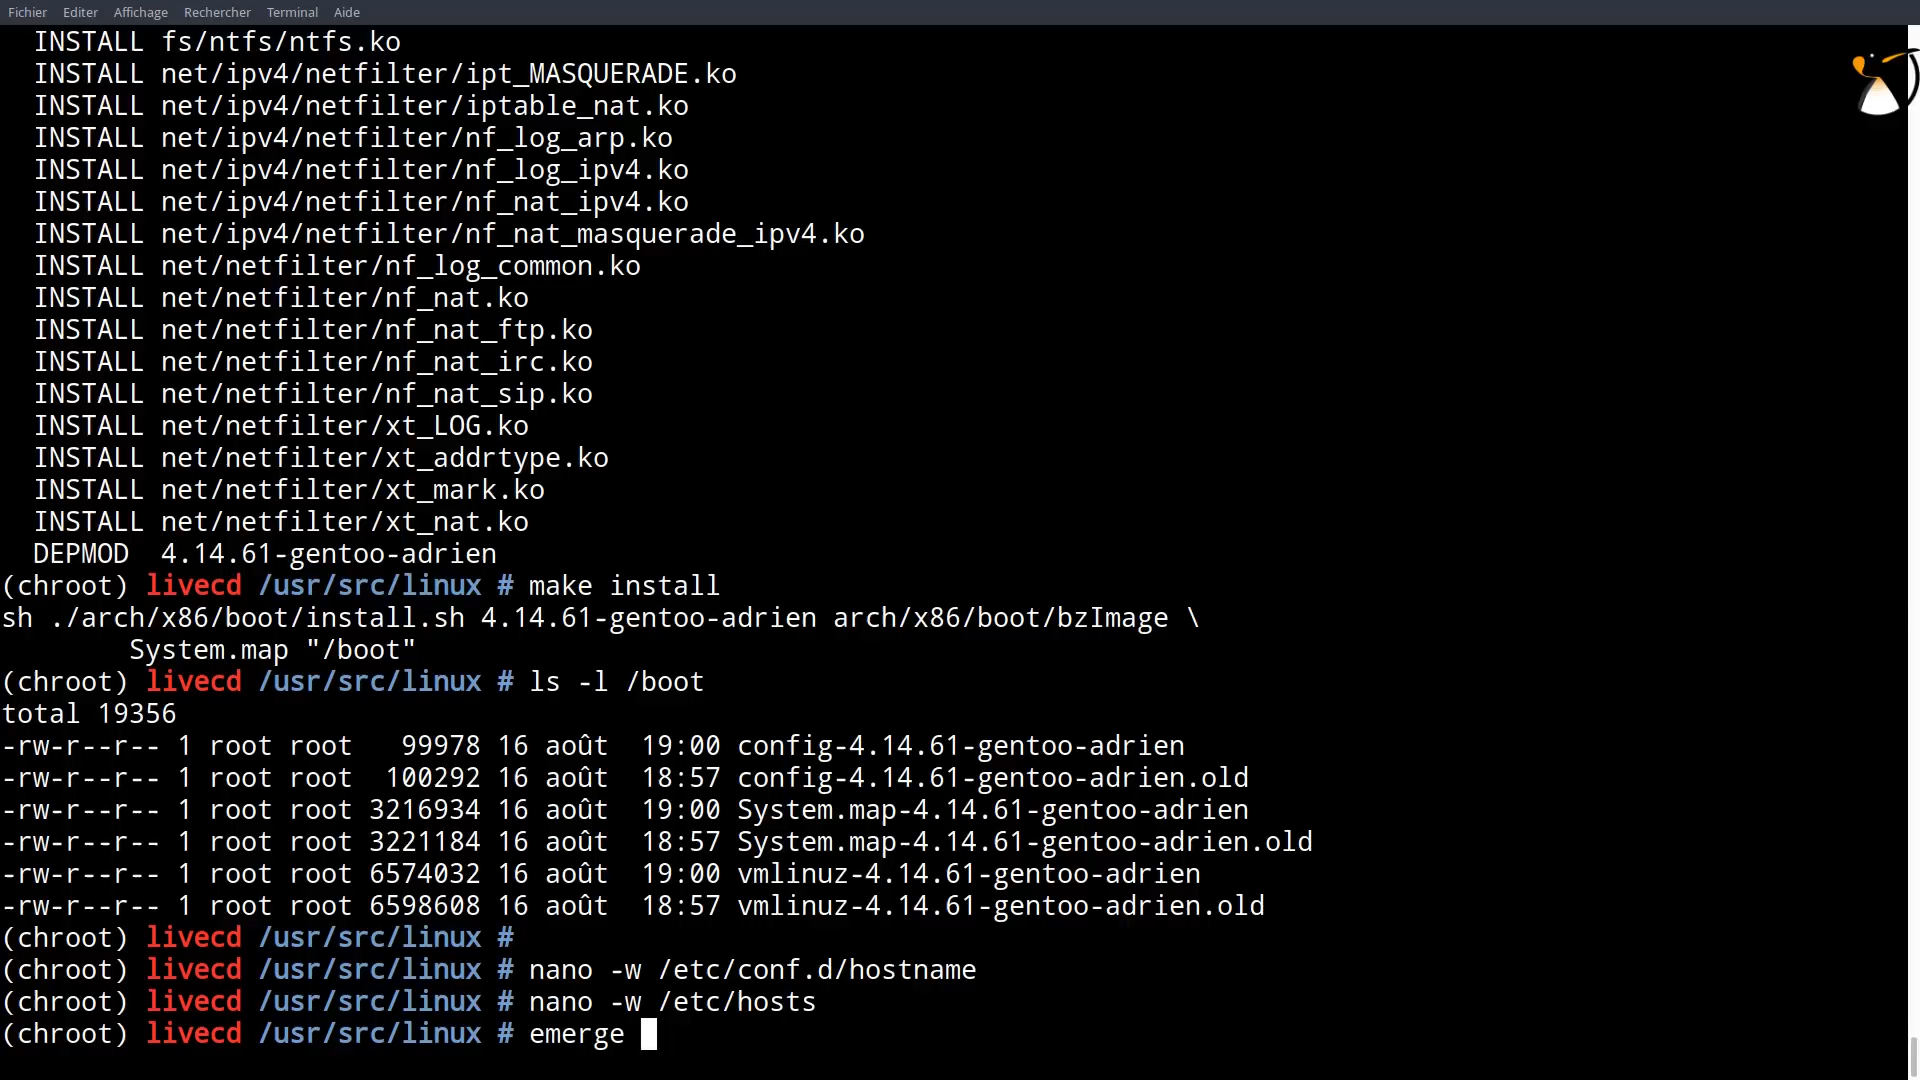 Fichier Editer Affichage Rechercher Terminal Aide
INSTALL fs/ntfs/ntfs.ko
INSTALL net/ipv4/netfilter/ipt_MASQUERADE.ko
INSTALL net/ipv4/netfilter/iptable_nat.ko
INSTALL net/ipv4/netfilter/nf_log_arp.ko
INSTALL net/ipv4/netfilter/nf_log_ipv4.ko
INSTALL net/ipv4/netfilter/nf_nat_ipv4.ko
INSTALL net/ipv4/netfilter/nf_nat_masquerade_ipv4.ko
INSTALL net/netfilter/nf_log_common.ko
INSTALL net/netfilter/nf_nat.ko
INSTALL net/netfilter/nf_nat_ftp.ko
INSTALL net/netfilter/nf_nat_irc.ko
INSTALL net/netfilter/nf_nat_sip.ko
INSTALL net/netfilter/xt_LOG.ko
INSTALL net/netfilter/xt_addrtype.ko
INSTALL net/netfilter/xt_mark.ko
INSTALL net/netfilter/xt_nat.ko
DEPMOD  4.14.61-gentoo-adrien
(chroot) livecd /usr/src/linux # make install
sh ./arch/x86/boot/install.sh 4.14.61-gentoo-adrien arch/x86/boot/bzImage \
        System.map "/boot"
(chroot) livecd /usr/src/linux # ls -l /boot
total 19356
-rw-r--r-- 1 root root   99978 16 août  19:00 config-4.14.61-gentoo-adrien
-rw-r--r-- 1 root root  100292 16 août  18:57 config-4.14.61-gentoo-adrien.old
-rw-r--r-- 1 root root 3216934 16 août  19:00 System.map-4.14.61-gentoo-adrien
-rw-r--r-- 1 root root 3221184 16 août  18:57 System.map-4.14.61-gentoo-adrien.old
-rw-r--r-- 1 root root 6574032 16 août  19:00 vmlinuz-4.14.61-gentoo-adrien
-rw-r--r-- 1 root root 6598608 16 août  18:57 vmlinuz-4.14.61-gentoo-adrien.old
(chroot) livecd /usr/src/linux #
(chroot) livecd /usr/src/linux # nano -w /etc/conf.d/hostname
(chroot) livecd /usr/src/linux # nano -w /etc/hosts
(chroot) livecd /usr/src/linux # emerge